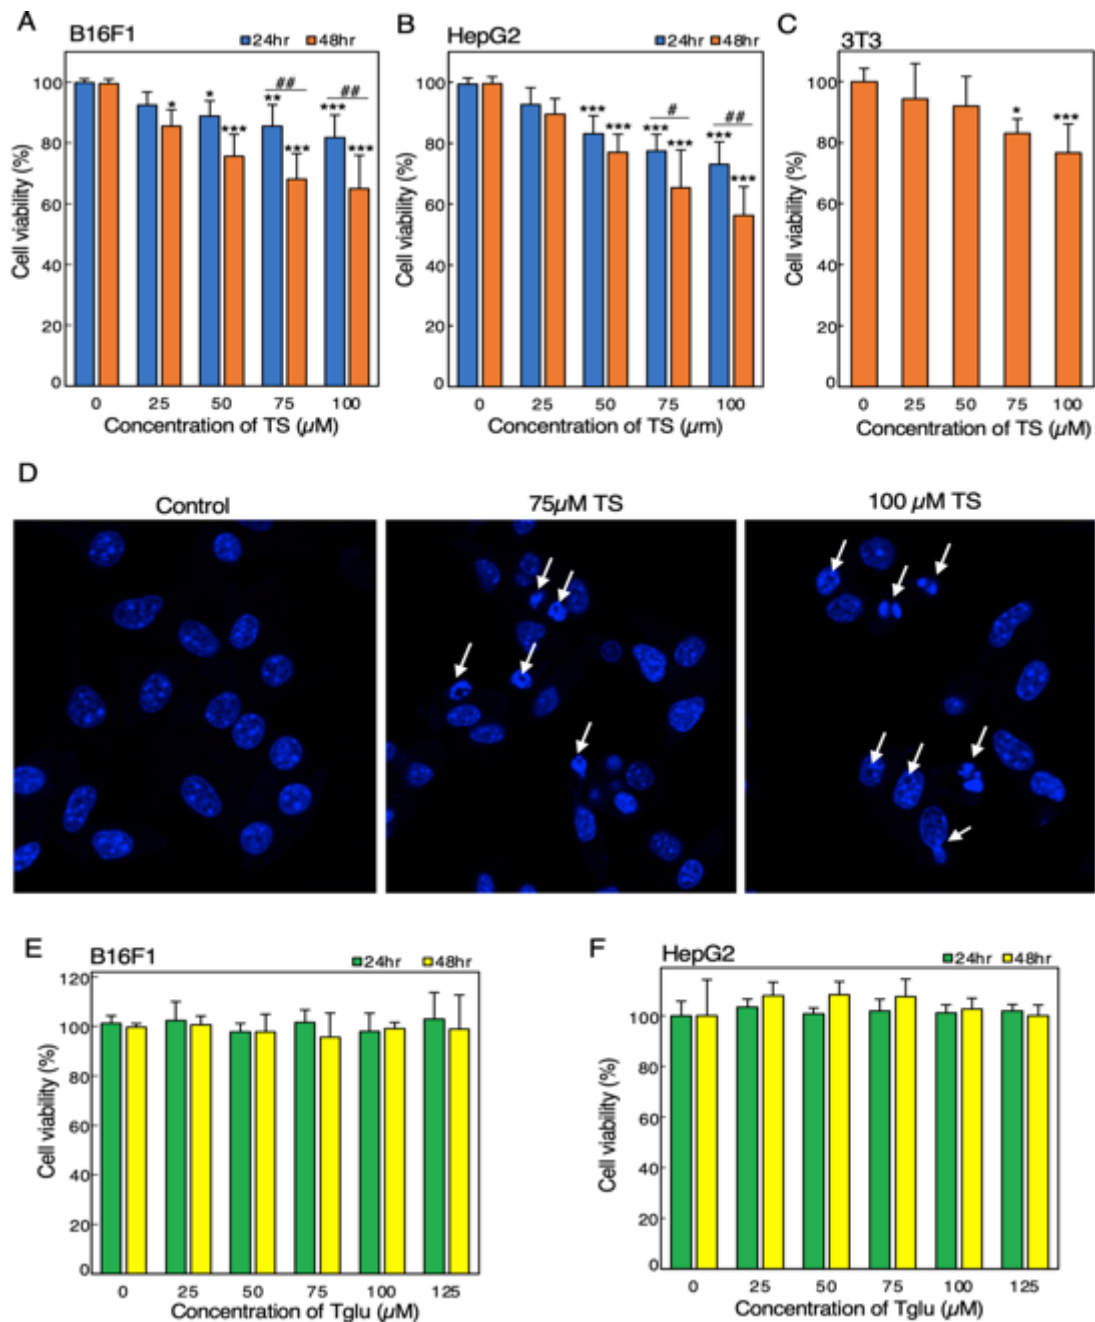 A
B16F1
24hr 48hr
Cell viability (%)
100
80
60
40
20
0
* * *** ** ## *** *** ## ***
0 25 50 75 100
Concentration of TS (µM)
B
HepG2
24hr 48hr
Cell viability (%)
100
80
60
40
20
0
*** *** *** # *** *** ## ***
0 25 50 75 100
Concentration of TS (µm)
C
3T3
Cell viability (%)
100
80
60
40
20
0
* ***
0 25 50 75 100
Concentration of TS (µM)
D
Control
75µM TS
100 µM TS
E
B16F1
24hr 48hr
Cell viability (%)
120
100
80
60
40
20
0
0 25 50 75 100 125
Concentration of Tglu (µM)
F
HepG2
24hr 48hr
Cell viability (%)
100
80
60
40
20
0
0 25 50 75 100 125
Concentration of Tglu (µM)